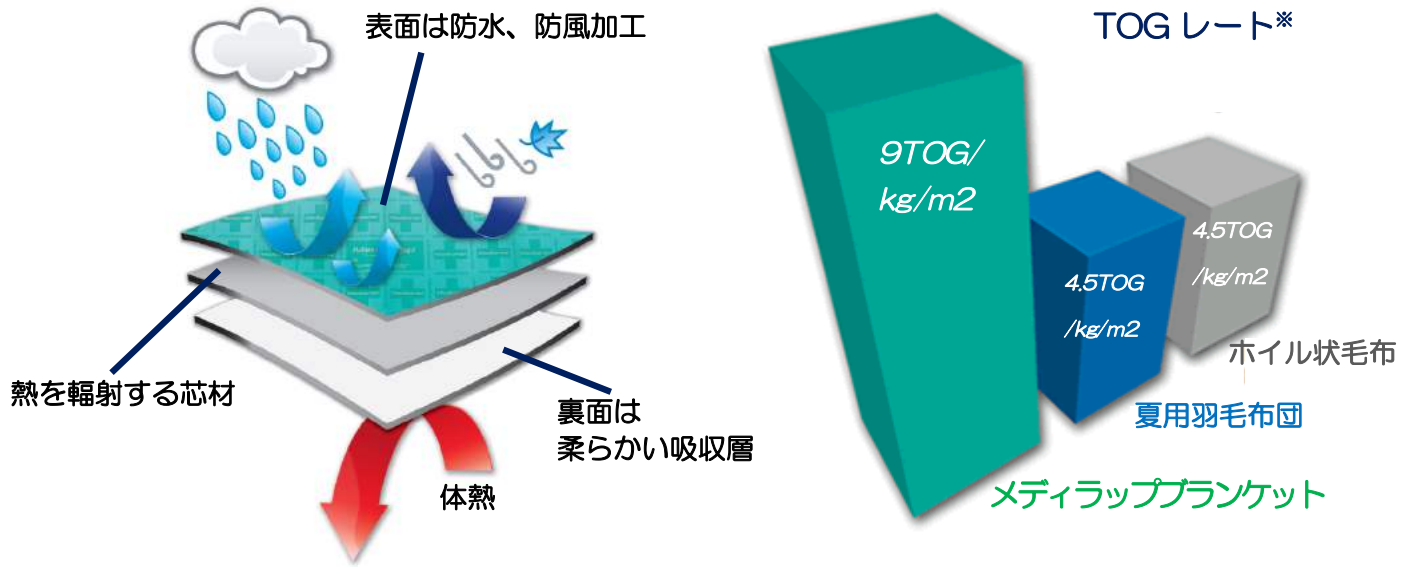 表面は防水、防風加工
熱を輻射する芯材
裏面は
柔らかい吸収層
体熱
TOG レート※
9TOG/
kg/m2
4.5TOG
/kg/m2
4.5TOG
/kg/m2
ホイル状毛布
夏用羽毛布団
メディラップブランケット